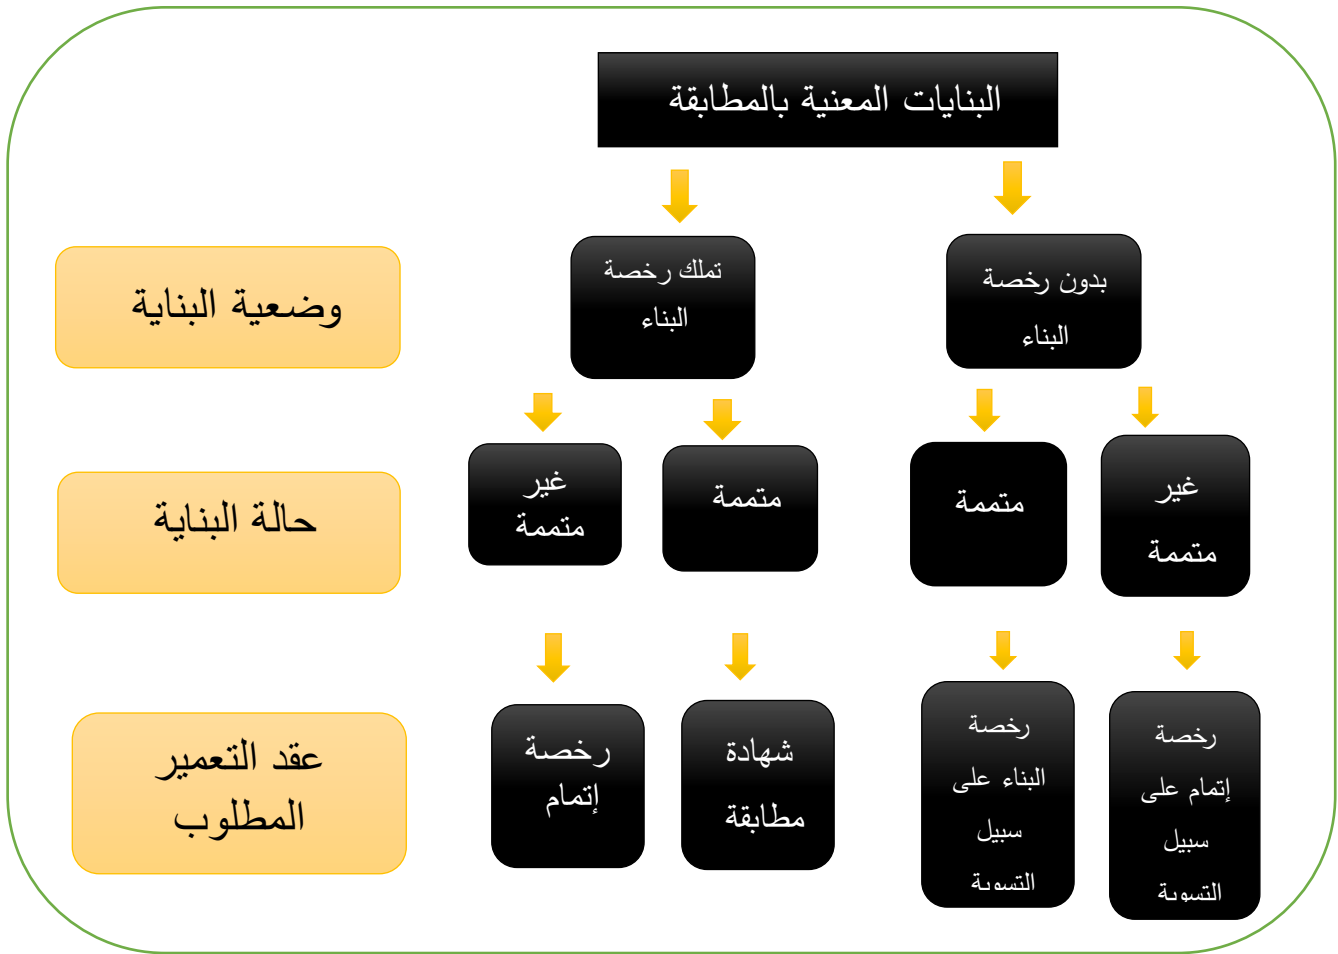 البنايات المعنية بالمطابقة
بدون رخصة
البناء
تملك رخصة
البناء
وضعية البناية
غير
متممة
متممة
متممة
غير
متممة
حالة البناية
رخصة
إتمام على
سبيل
التسوية
رخصة
البناء على
سبيل
التسوية
شهادة
مطابقة
رخصة
إتمام
عقد التعمير
المطلوب